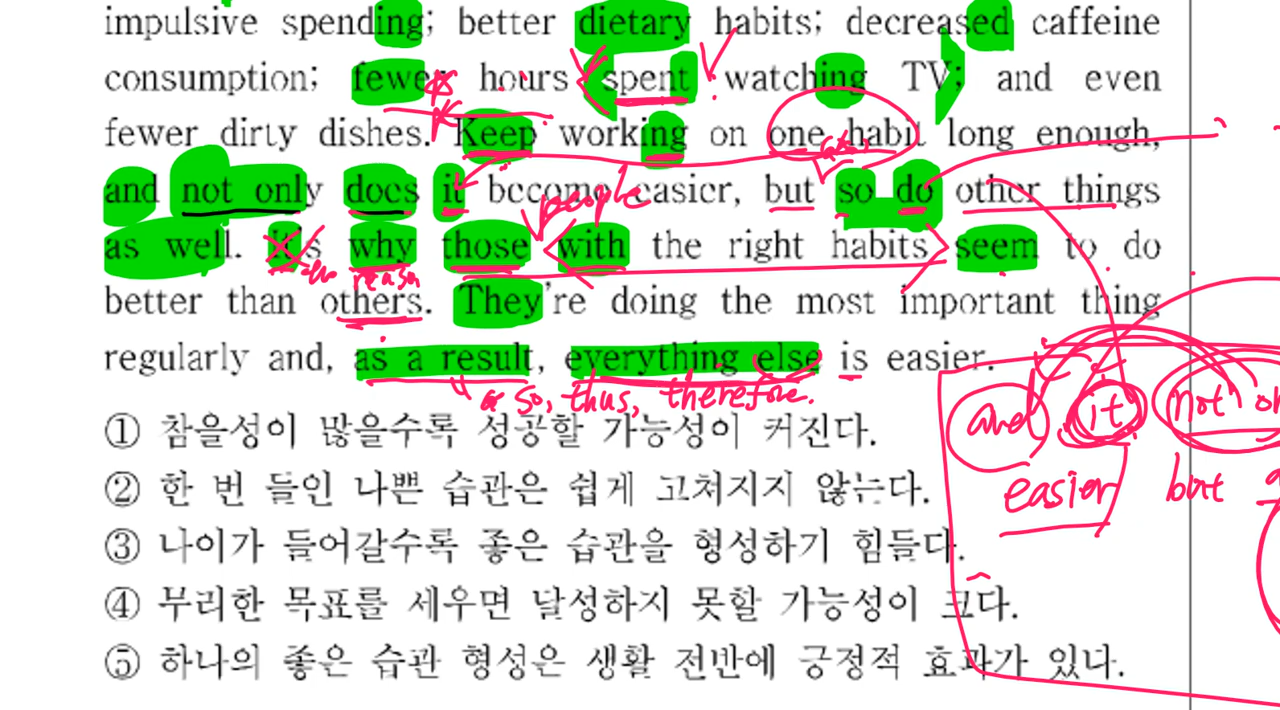 impulsive spending; better dietary habits; decreased caffeine
consumption; fewer hours spent watching TV; and even
fewer dirty dishes. Keep working on one habit long enough,
and not only does it become easier, but so do other things
people
as well. it's why those with the right habits seem to do
reason
better than others. They're doing the most important thing
regularly and, as a result, everything else is easier.
so, thus, therefore.
① 참을성이 많을수록 성공할 가능성이 커진다.
and it not
② 한 번 들인 나쁜 습관은 쉽게 고쳐지지 않는다.
easier but
③ 나이가 들어갈수록 좋은 습관을 형성하기 힘들다.
④ 무리한 목표를 세우면 달성하지 못할 가능성이 크다.
⑤ 하나의 좋은 습관 형성은 생활 전반에 긍정적 효과가 있다.